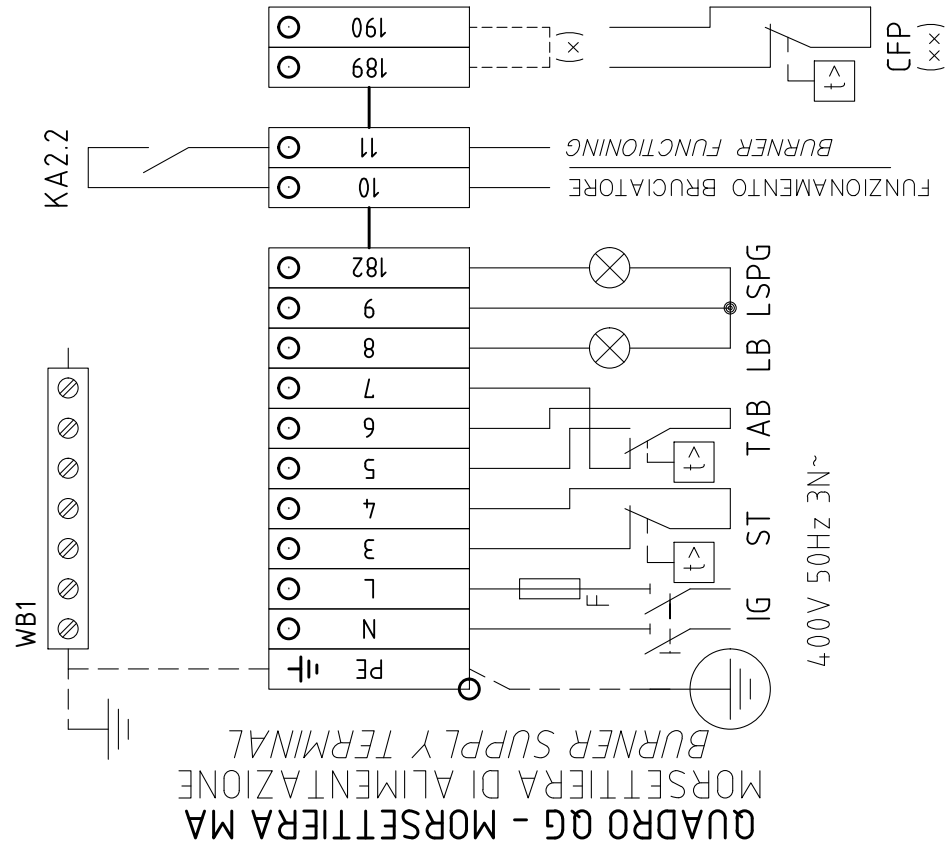 QUADRO QG - MORSETTIERA MA
MORSETTIERA DI ALIMENTAZIONE
BURNER SUPPLY TERMINAL
PE
N
L
3
4
5
6
7
8
9
182
10
11
189
190
WB1
KA2.2
F
IG
t>
ST
t>
TAB
LB
LSPG
400V 50Hz 3N~
FUNZIONAMENTO BRUCIATORE
BURNER FUNCTIONING
(x)
t>
CFP
(xx)